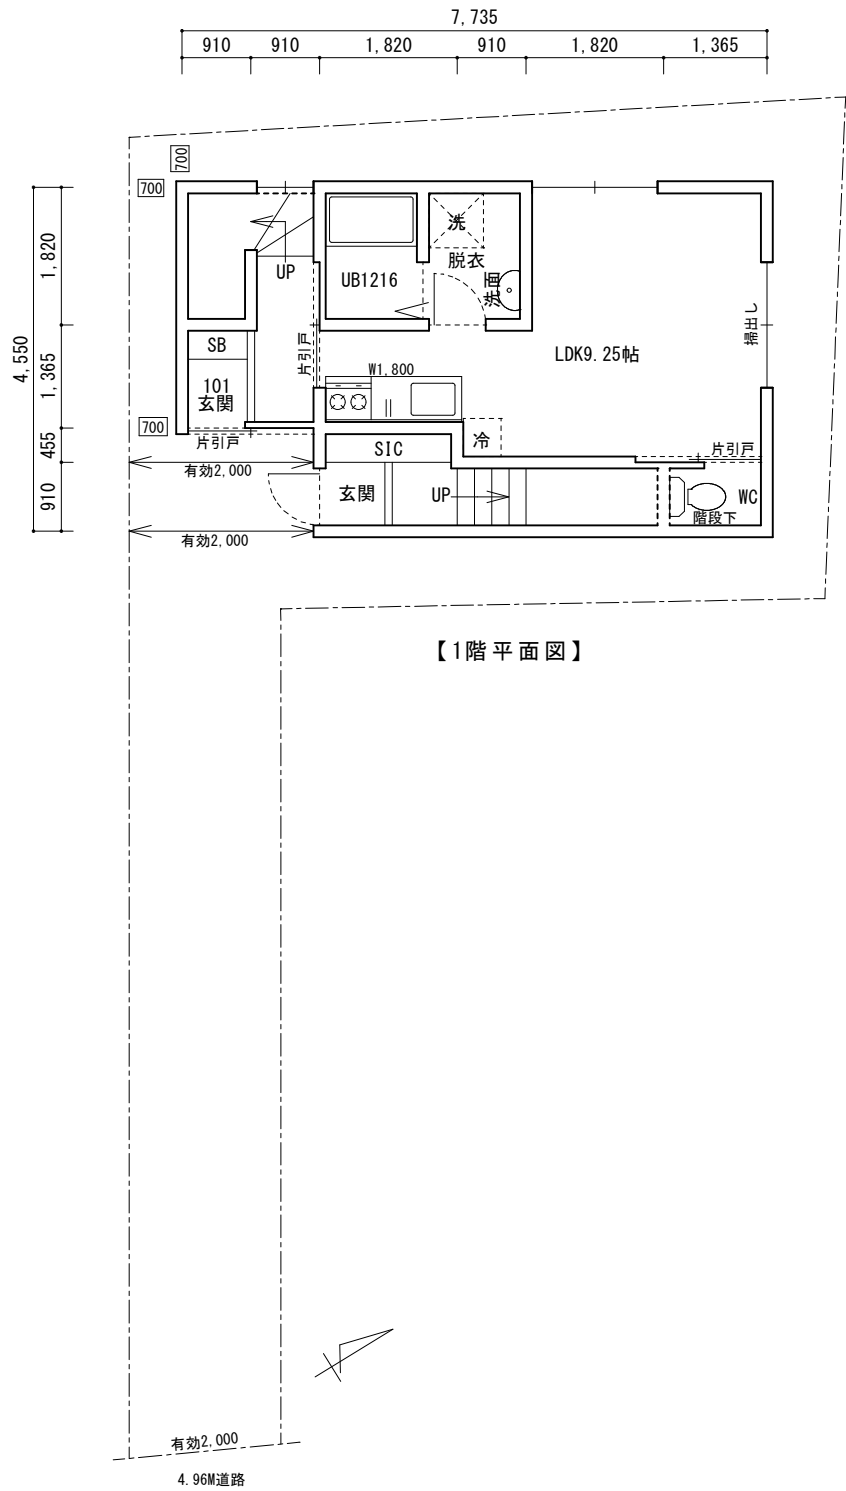 7,735
910 910 1,820 910 1,820 1,365
700
700
1,820
4,550
1,365
455
910
UP
UB1216
洗
脱衣
洗面
LDK9.25帖
掃出し
SB
101
玄関
片引戸
W1,800
700
片引戸
冷
片引戸
有効2,000
SIC
玄関
UP
WC
階段下
有効2,000
【1階平面図】
有効2,000
4.96M道路